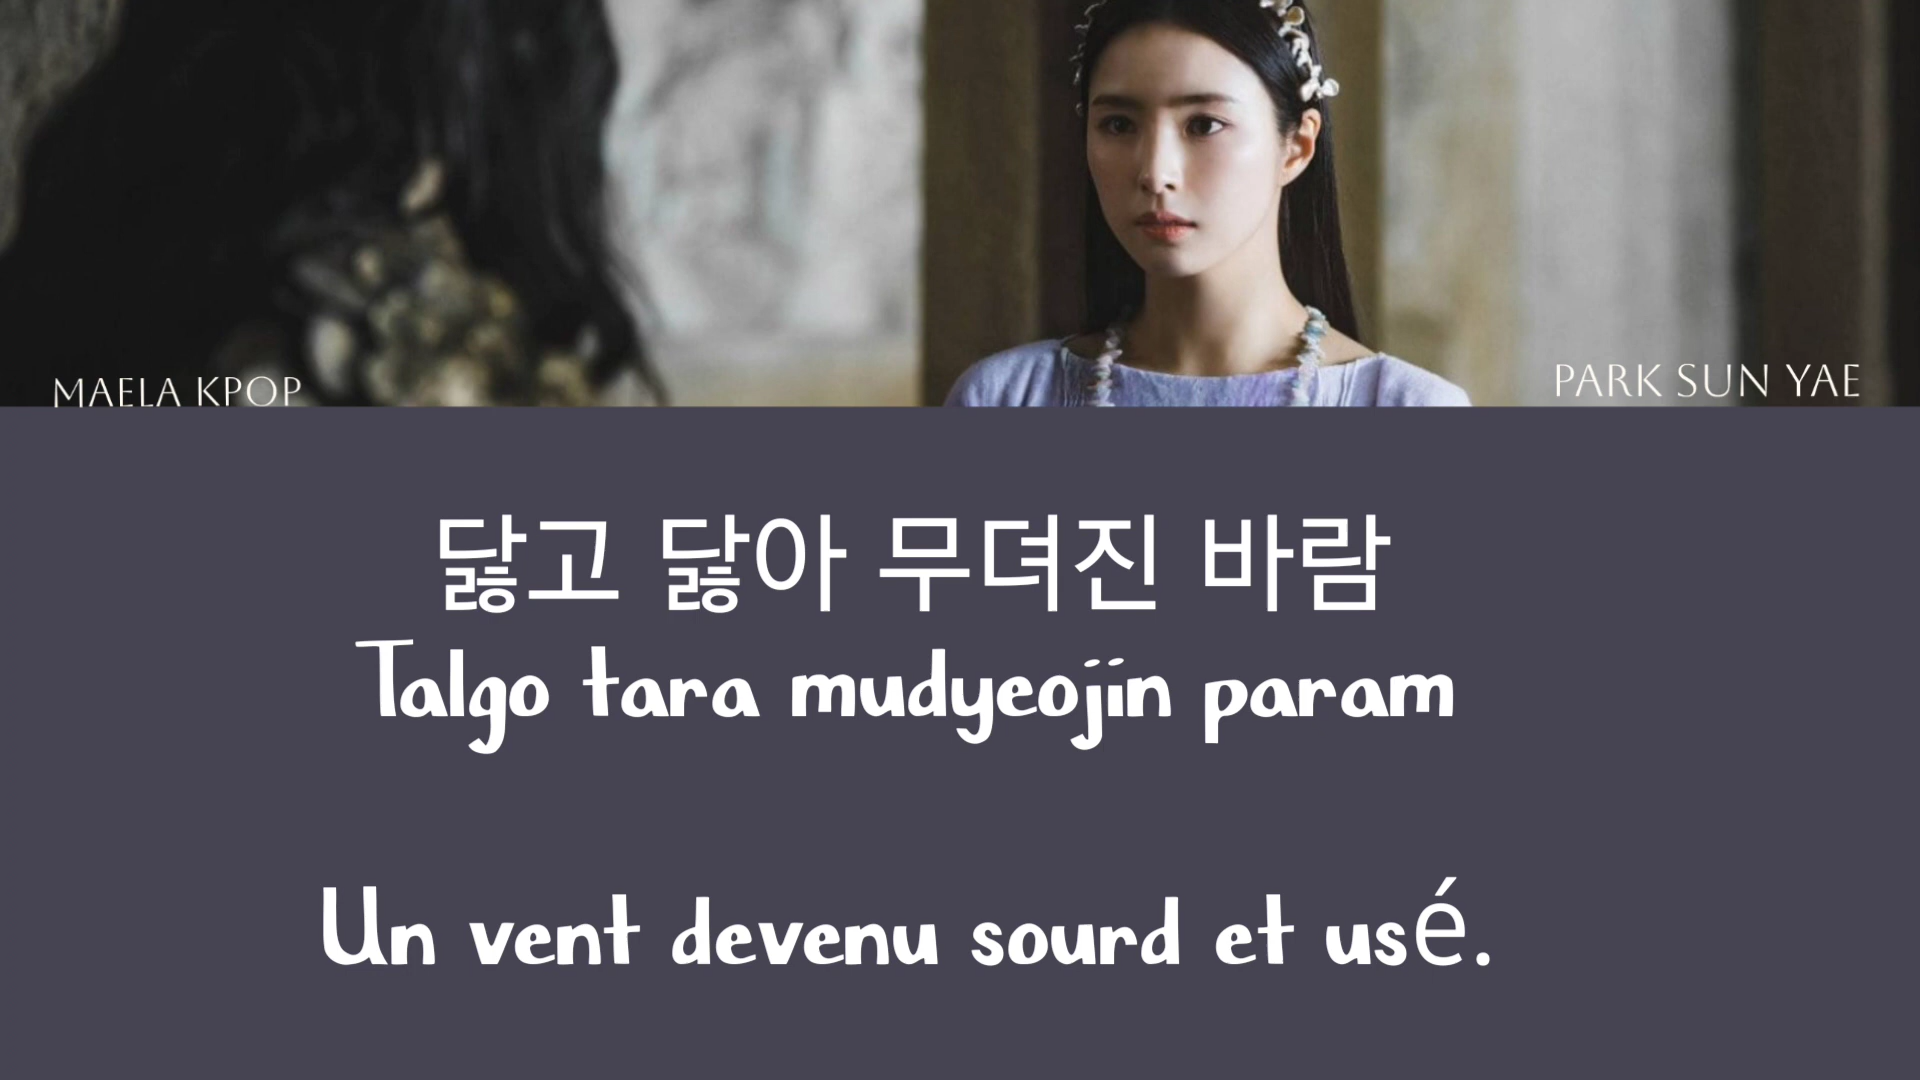 MAELA KPOP
PARK SUN YAE
닳고 닳아 무뎌진 바람
Talgo tara mudyeojin param
Un vent devenu sourd et usé.